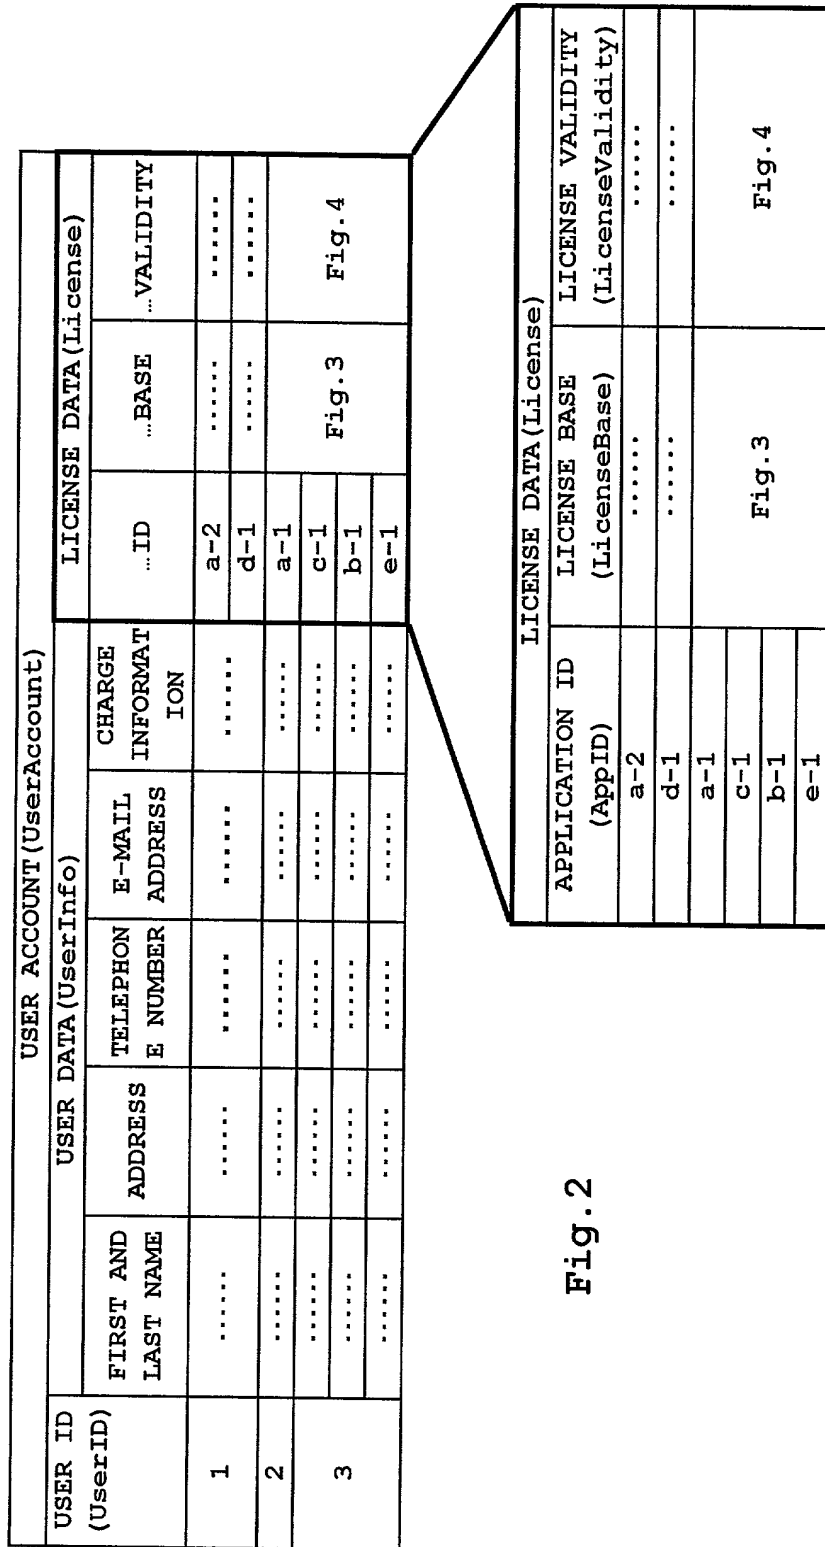 USER ACCOUNT(UserAccount)
USER ID
(UserID)
USER DATA(UserInfo)
LICENSE DATA(License)
FIRST AND
LAST NAME
ADDRESS
TELEPHON
E NUMBER
E-MAIL
ADDRESS
CHARGE
INFORMAT
ION
…ID
…BASE
…VALIDITY
1
......
......
......
......
......
a-2
......
......
d-1
......
......
2
......
......
......
......
......
a-1
Fig.3
Fig.4
3
......
......
......
......
......
c-1
......
......
......
......
......
b-1
......
......
......
......
......
e-1
LICENSE DATA(License)
APPLICATION ID
(AppID)
LICENSE BASE
(LicenseBase)
LICENSE VALIDITY
(LicenseValidity)
a-2
......
......
d-1
......
......
a-1
c-1
b-1
e-1
Fig.3
Fig.4
Fig.2